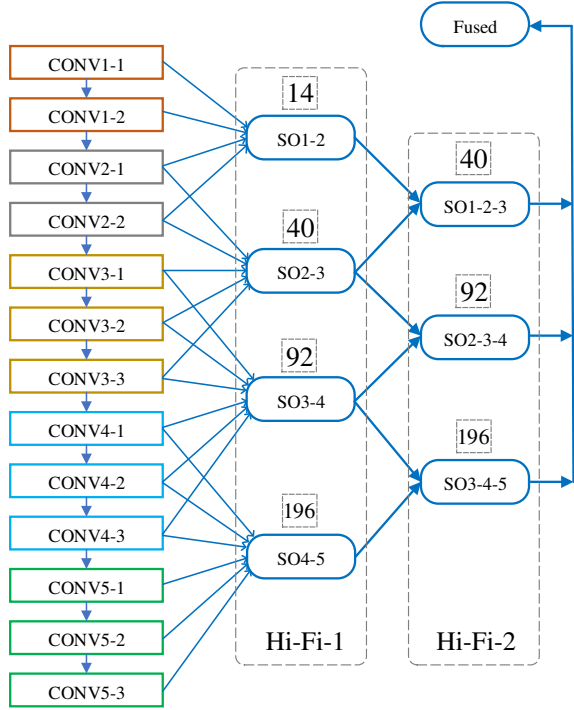 Fused
CONV1-1
CONV1-2
CONV2-1
CONV2-2
CONV3-1
CONV3-2
CONV3-3
CONV4-1
CONV4-2
CONV4-3
CONV5-1
CONV5-2
CONV5-3
14
SO1-2
40
SO2-3
92
SO3-4
196
SO4-5
Hi-Fi-1
40
SO1-2-3
92
SO2-3-4
196
SO3-4-5
Hi-Fi-2